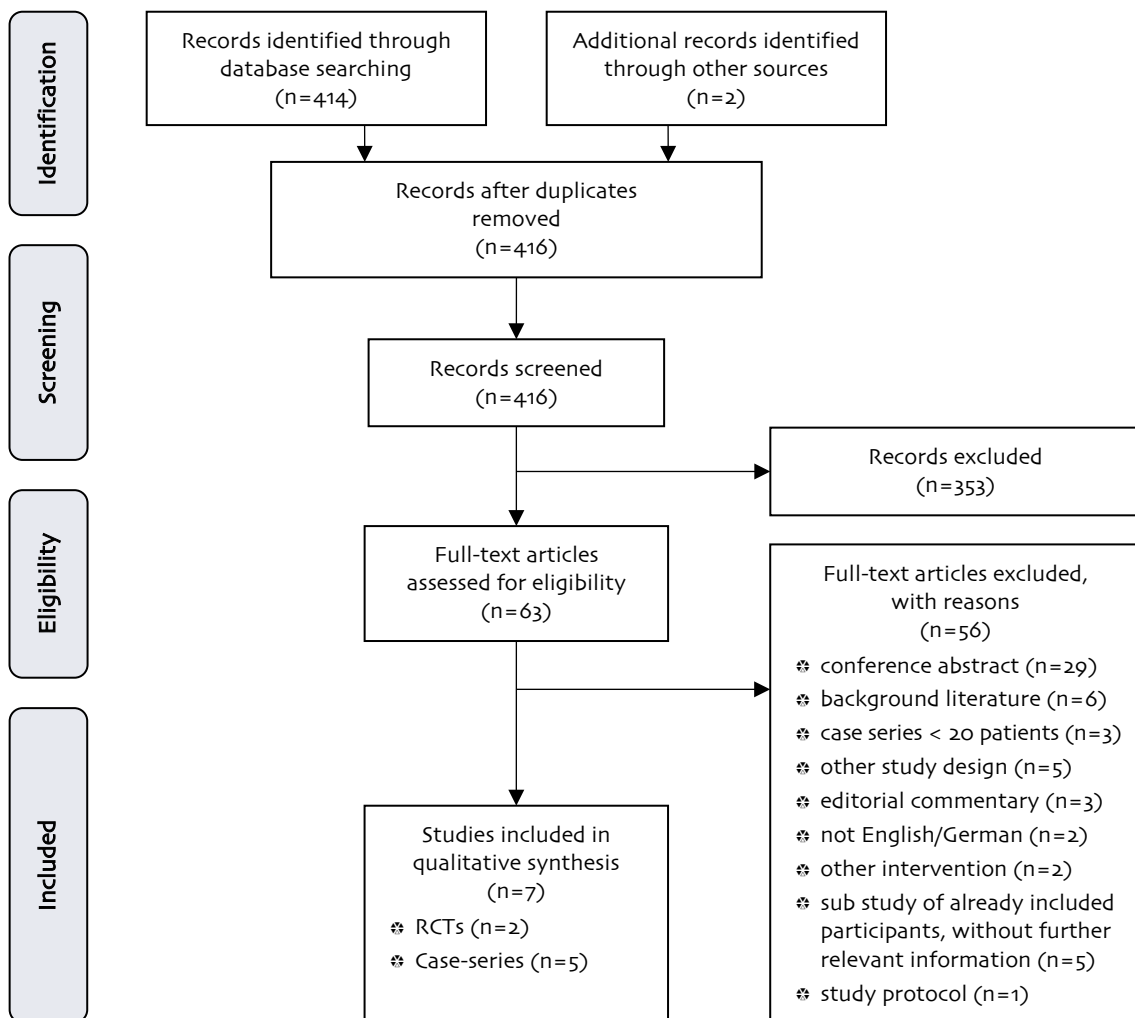 Identification
Records identified through
database searching
(n=414)
Additional records identified
through other sources
(n=2)
Records after duplicates
removed
(n=416)
Screening
Records screened
(n=416)
Records excluded
(n=353)
Eligibility
Full-text articles
assessed for eligibility
(n=63)
Full-text articles excluded,
with reasons
(n=56)
conference abstract (n=29)
background literature (n=6)
case series < 20 patients (n=3)
other study design (n=5)
editorial commentary (n=3)
not English/German (n=2)
other intervention (n=2)
sub study of already included
participants, without further
relevant information (n=5)
study protocol (n=1)
Included
Studies included in
qualitative synthesis
(n=7)
RCTs (n=2)
Case-series (n=5)